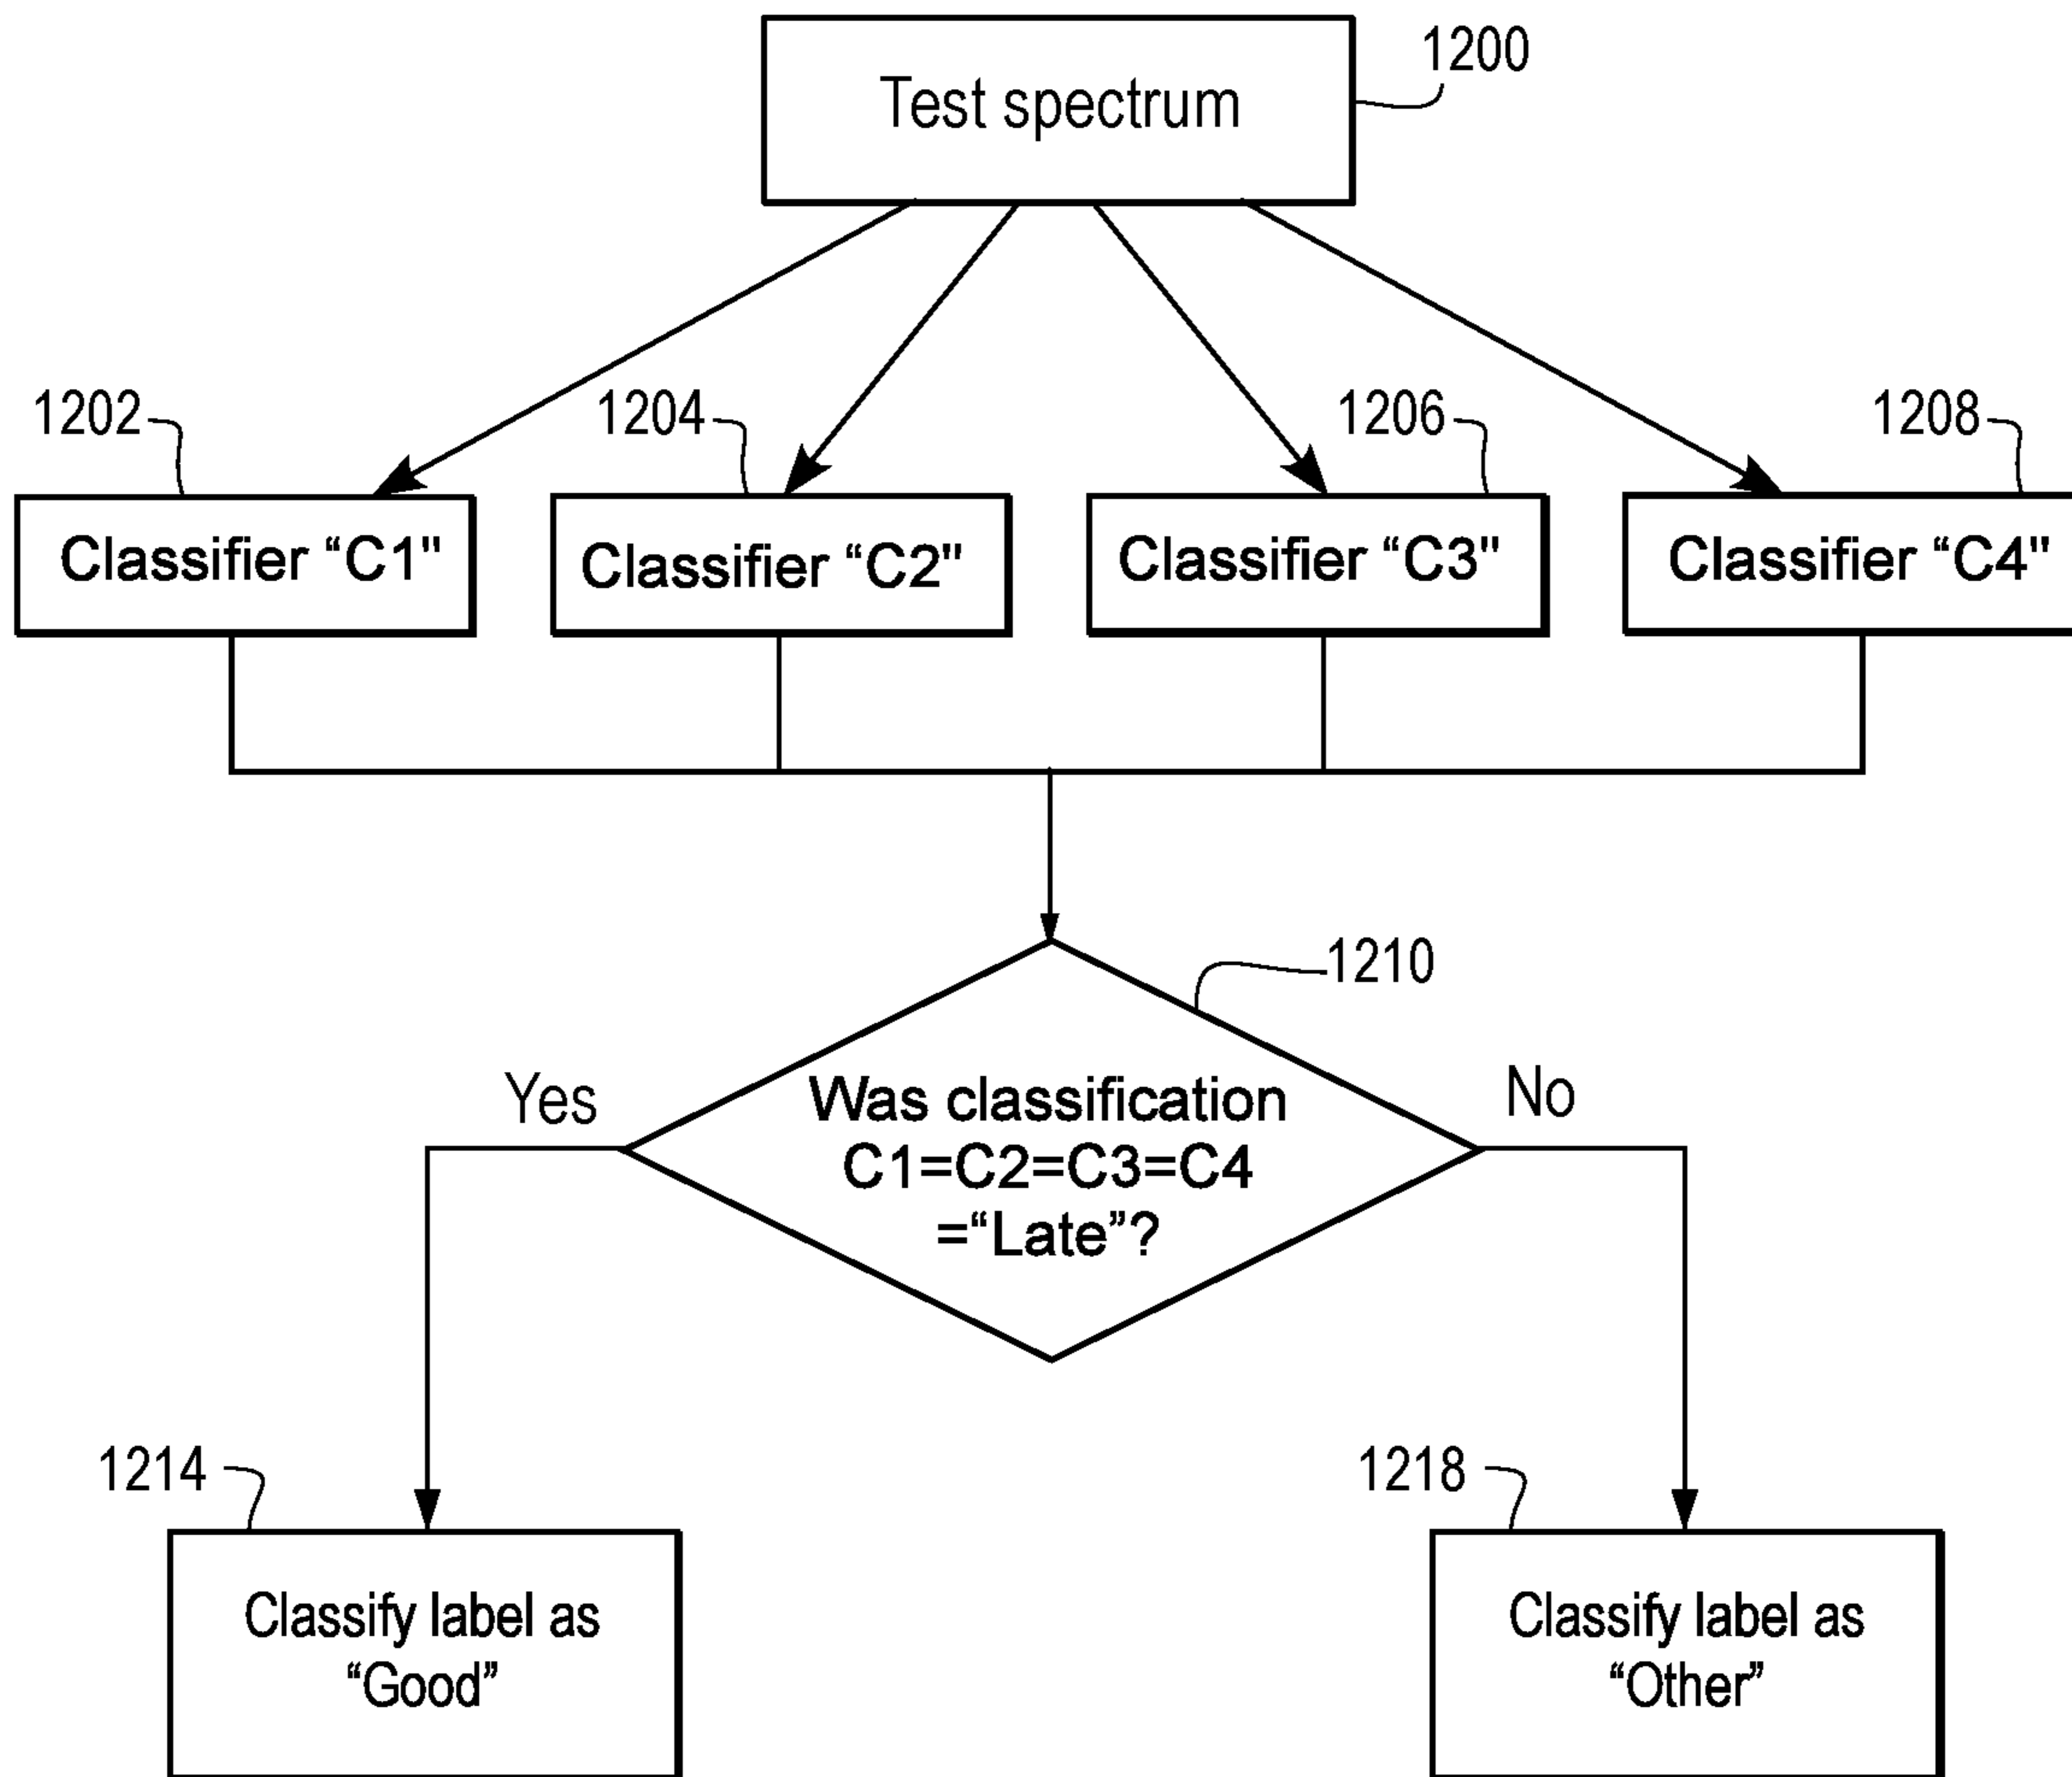 1200
Test spectrum
1202
1204
1206
1208
Classifier “C1"
Classifier “C2"
Classifier “C3"
Classifier “C4"
1210
Yes
No
Was classification
C1=C2=C3=C4
=“Late”?
1214
1218
Classify label as
“Good”
Classify label as
“Other”